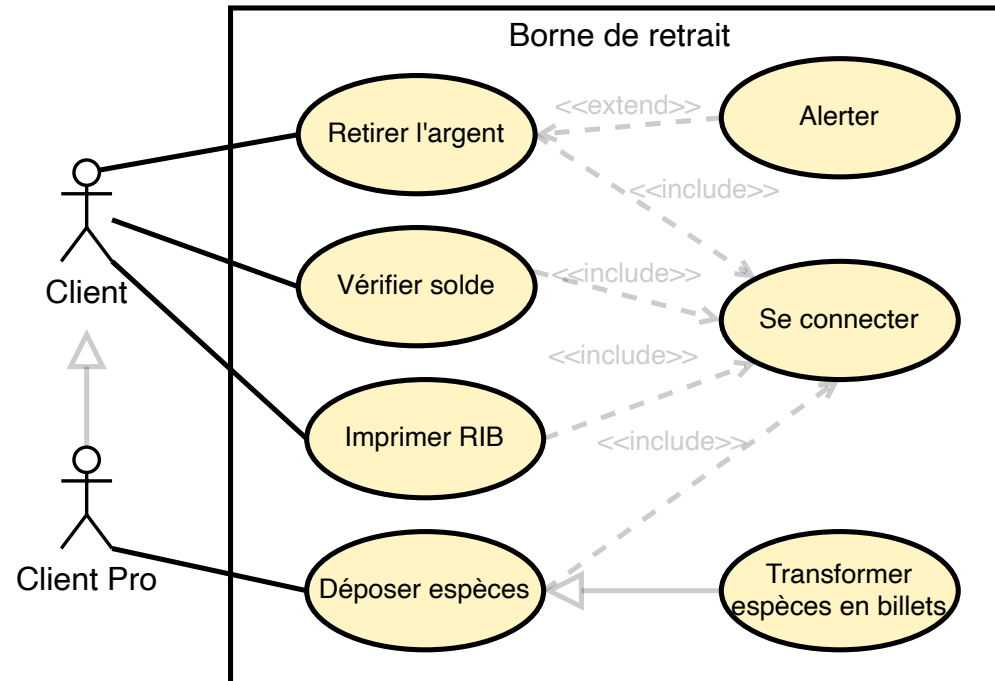 Borne de retrait
<<extend>>
Retirer l'argent
Alerter
<<include>>
Vérifier solde
<<include>>
Se connecter
Client
<<include>>
Imprimer RIB
<<include>>
Client Pro
Déposer espèces
Transformer
espèces en billets